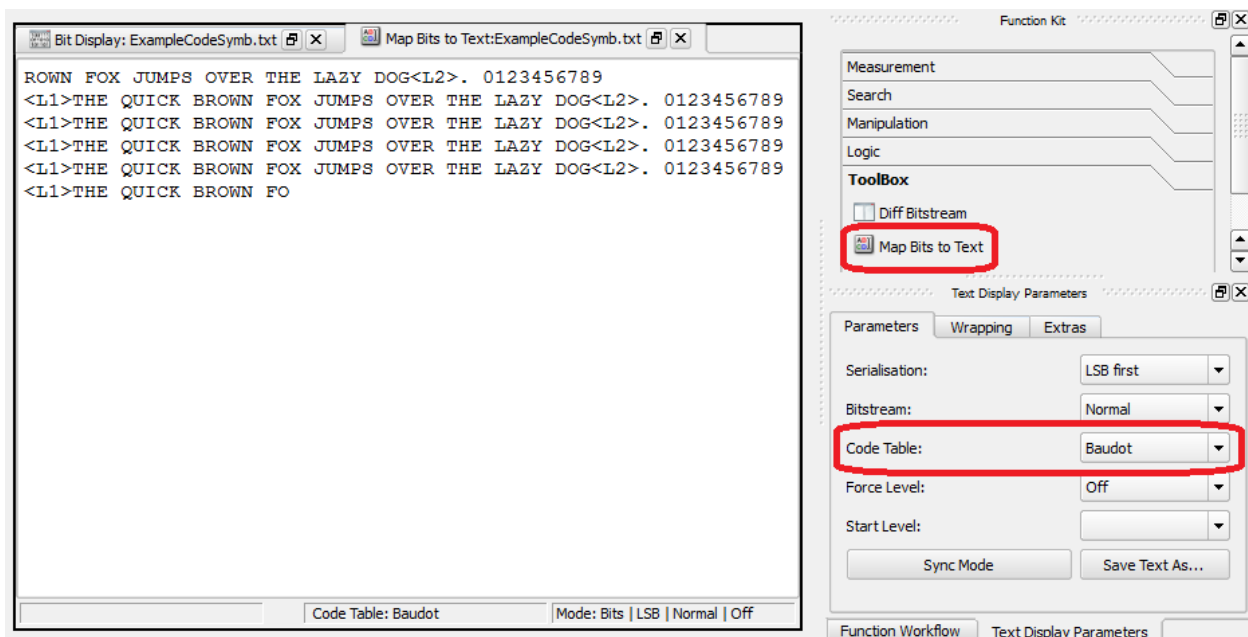 Bit Display: ExampleCodeSymb.txt
Map Bits to Text:ExampleCodeSymb.txt
ROWN FOX JUMPS OVER THE LAZY DOG<L2>. 0123456789
<L1>THE QUICK BROWN FOX JUMPS OVER THE LAZY DOG<L2>. 0123456789
<L1>THE QUICK BROWN FOX JUMPS OVER THE LAZY DOG<L2>. 0123456789
<L1>THE QUICK BROWN FOX JUMPS OVER THE LAZY DOG<L2>. 0123456789
<L1>THE QUICK BROWN FOX JUMPS OVER THE LAZY DOG<L2>. 0123456789
<L1>THE QUICK BROWN FO
Code Table: Baudot
Mode: Bits | LSB | Normal | Off
Function Kit
Measurement
Search
Manipulation
Logic
ToolBox
Diff Bitstream
Map Bits to Text
Text Display Parameters
Parameters
Wrapping
Extras
Serialisation:
LSB first
Bitstream:
Normal
Code Table:
Baudot
Force Level:
Off
Start Level:
Sync Mode
Save Text As...
Function Workflow
Text Display Parameters